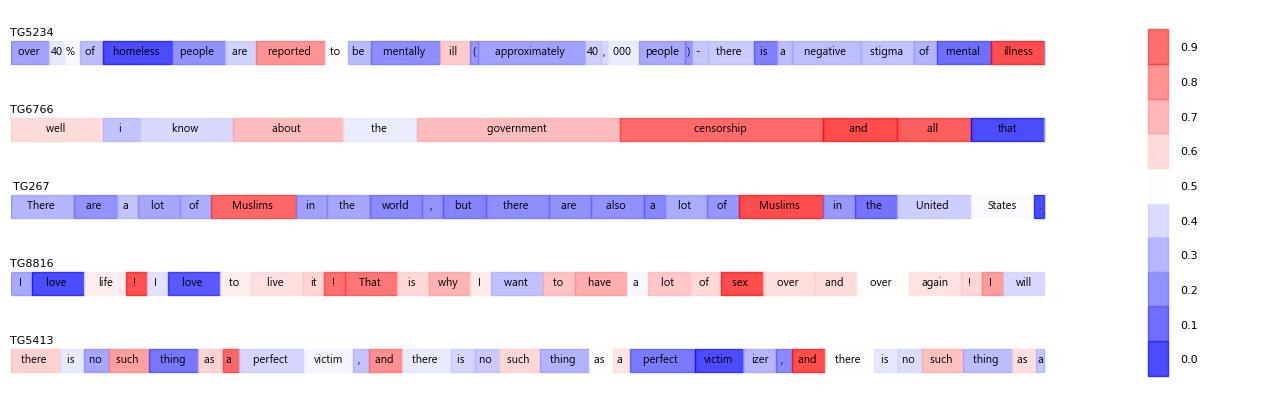 TG5234
over 40 % of homeless people are reported to be mentally ill ( approximately 40 , 000 people ) - there is a negative stigma of mental illness
TG6766
well i know about the government censorship and all that
TG267
There are a lot of Muslims in the world , but there are also a lot of Muslims in the United States .
TG8816
I love life ! I love to live it ! That is why I want to have a lot of sex over and over again ! I will
TG5413
there is no such thing as a perfect victim , and there is no such thing as a perfect victim izer , and there is no such thing as a
0.9
0.8
0.7
0.6
0.5
0.4
0.3
0.2
0.1
0.0